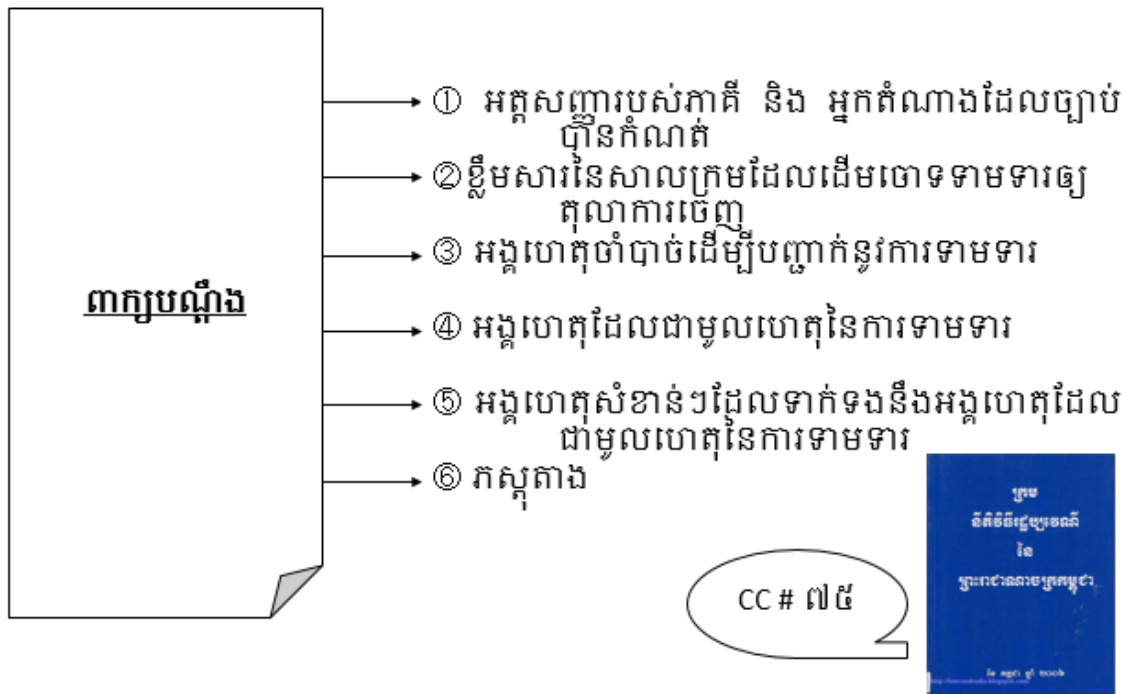 ពាក្យបណ្ដឹង
① អត្តសញ្ញារបស់ភាគី និង អ្នកតំណាងដែលច្បាប់
បានកំណត់
② ខ្លឹមសារនៃសាលក្រមដែលដើមចោទទាមទារឲ្យ
តុលាការចេញ
③ អង្គហេតុចាំបាច់ដើម្បីបញ្ជាក់នូវការទាមទារ
④ អង្គហេតុដែលជាមូលហេតុនៃការទាមទារ
⑤ អង្គហេតុសំខាន់ៗដែលទាក់ទងនឹងអង្គហេតុដែល
ជាមូលហេតុនៃការទាមទារ
⑥ ភស្តុតាង
CC # ៧៥
ក្រម
នីតិវិធីរដ្ឋប្បវេណី
នៃ
ព្រះរាជាណាចក្រកម្ពុជា